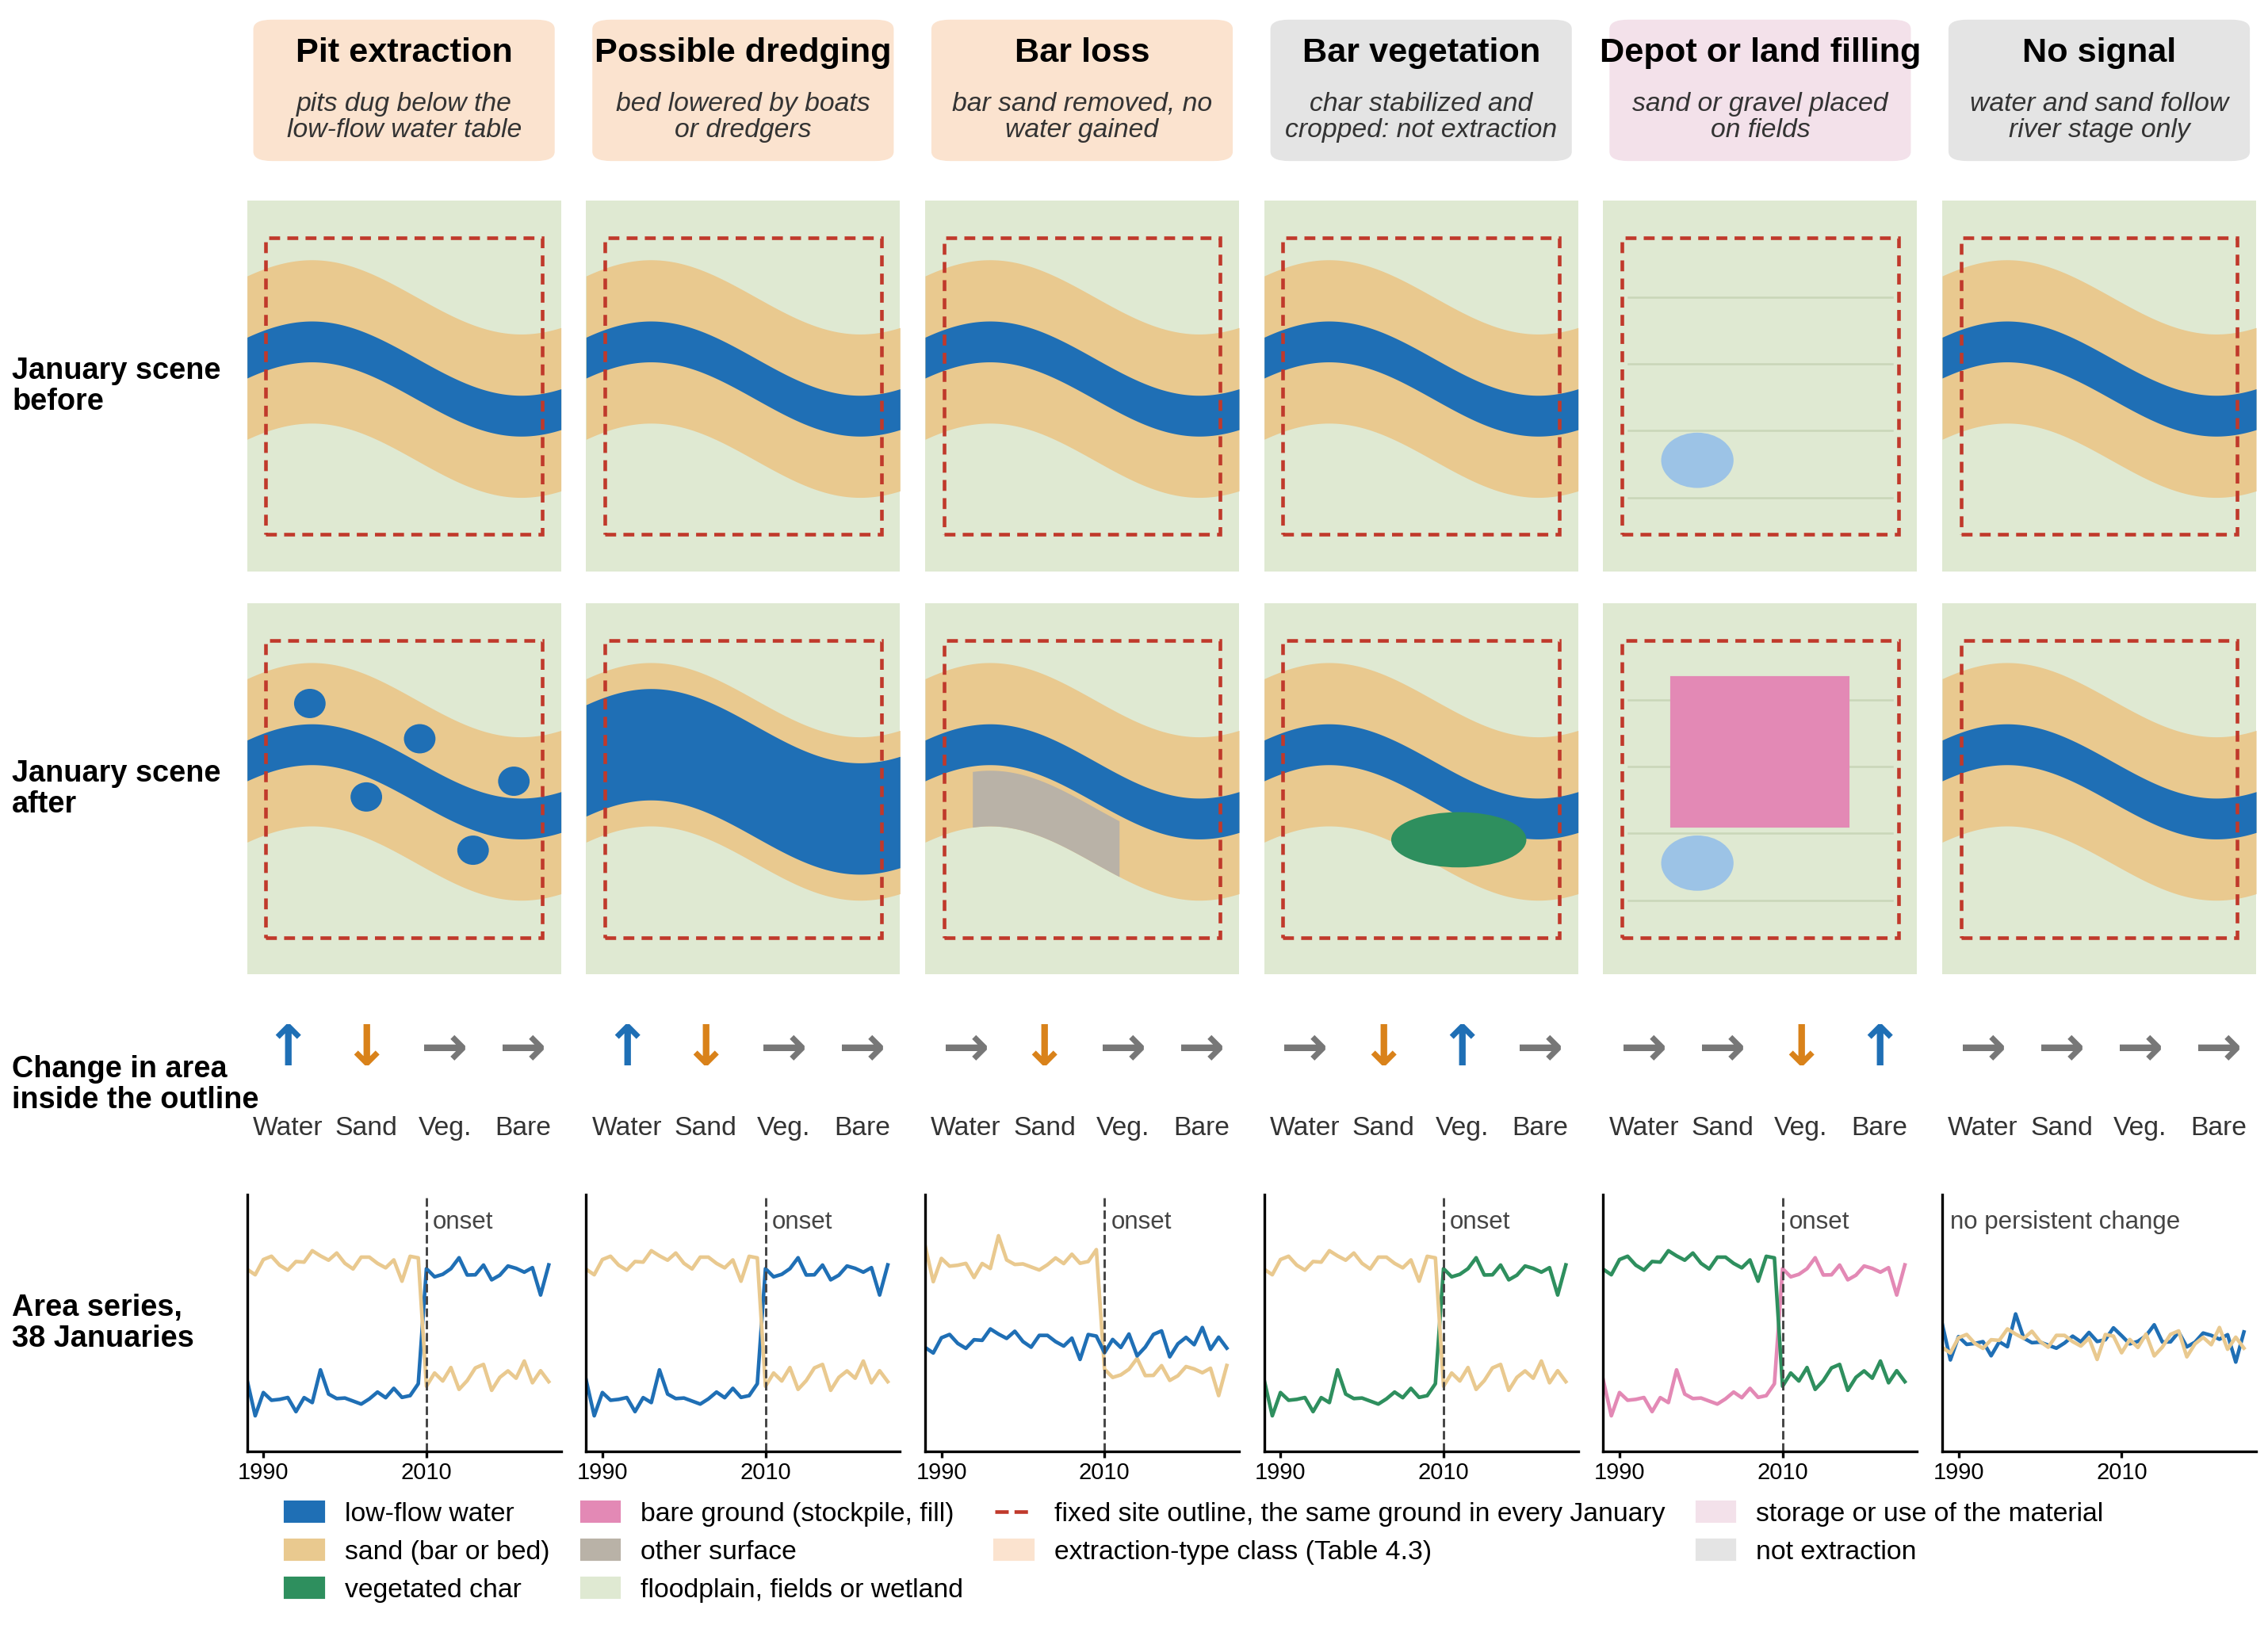 Pit extraction
pits dug below the
low-flow water table
Possible dredging
bed lowered by boats
or dredgers
Bar loss
bar sand removed, no
water gained
Bar vegetation
char stabilized and
cropped: not extraction
Depot or land filling
sand or gravel placed
on fields
No signal
water and sand follow
river stage only
January scene
before
January scene
after
Change in area
inside the outline
Water Sand Veg. Bare
Water Sand Veg. Bare
Water Sand Veg. Bare
Water Sand Veg. Bare
Water Sand Veg. Bare
Water Sand Veg. Bare
Area series,
38 Januaries
onset
1990 2010
onset
1990 2010
onset
1990 2010
onset
1990 2010
onset
1990 2010
no persistent change
1990 2010
low-flow water
sand (bar or bed)
vegetated char
bare ground (stockpile, fill)
other surface
floodplain, fields or wetland
fixed site outline, the same ground in every January
extraction-type class (Table 4.3)
storage or use of the material
not extraction